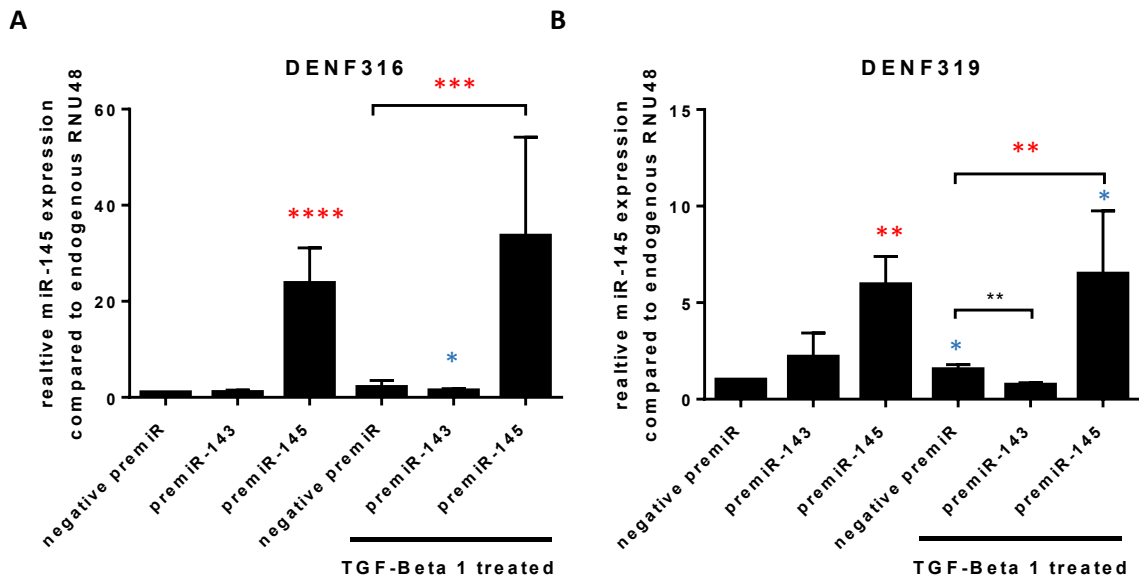 A
DENF316
***
realtive miR-145 expression
compared to endogenous RNU48
60
40
20
0
****
*
negative premiR
premiR-143
premiR-145
negative premiR
premiR-143
premiR-145
TGF-Beta 1 treated
B
DENF319
realtive miR-145 expression
compared to endogenous RNU48
15
10
5
0
**
**
*
**
*
negative premiR
premiR-143
premiR-145
negative premiR
premiR-143
premiR-145
TGF-Beta 1 treated